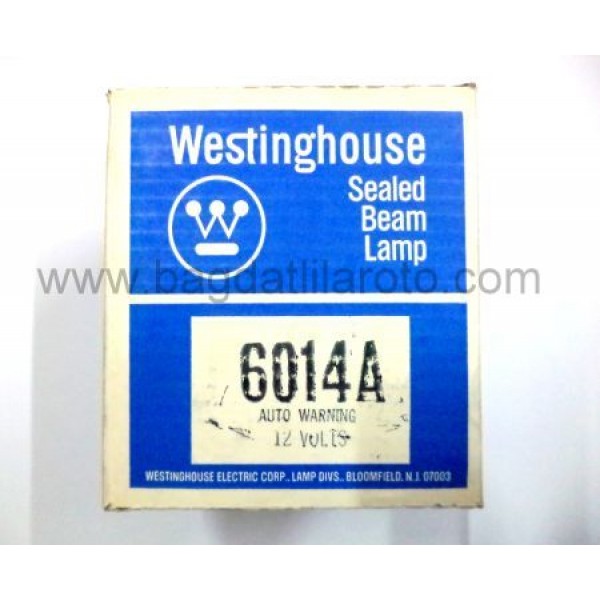 Westinghouse
Sealed
Beam
Lamp
www.bagdatlilaroto.com
6014A
AUTO WARNING
12 VOLTS
WESTINGHOUSE ELECTRIC CORP., LAMP DIVS., BLOOMFIELD, N.J. 07003